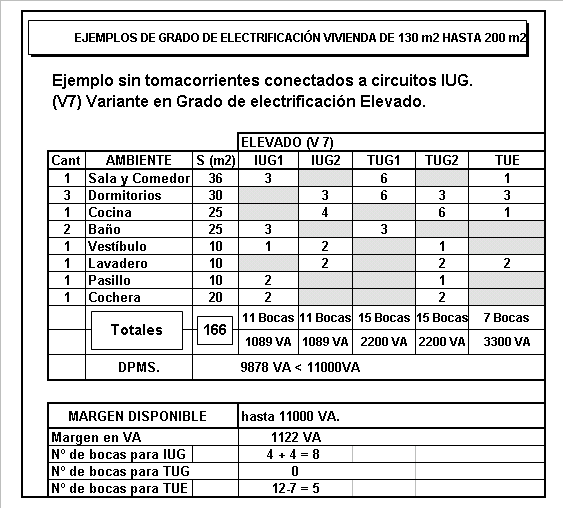 EJEMPLOS DE GRADO DE ELECTRIFICACIÓN VIVIENDA DE 130 m2 HASTA 200 m2
Ejemplo sin tomacorrientes conectados a circuitos IUG.
(V7) Variante en Grado de electrificación Elevado.
ELEVADO (V 7)
Cant AMBIENTE S (m2) IUG1 IUG2 TUG1 TUG2 TUE
1 Sala y Comedor 36 3 6 1
3 Dormitorios 30 3 6 3 3
1 Cocina 25 4 6 1
2 Baño 25 3 3
1 Vestíbulo 10 1 2 1
1 Lavadero 10 2 2 2
1 Pasillo 10 2 1
1 Cochera 20 2 2
Totales 166 11 Bocas 11 Bocas 15 Bocas 15 Bocas 7 Bocas
1089 VA 1089 VA 2200 VA 2200 VA 3300 VA
DPMS. 9878 VA < 11000VA
MARGEN DISPONIBLE hasta 11000 VA.
Margen en VA 1122 VA
Nº de bocas para IUG 4 + 4 = 8
Nº de bocas para TUG 0
Nº de bocas para TUE 12-7 = 5